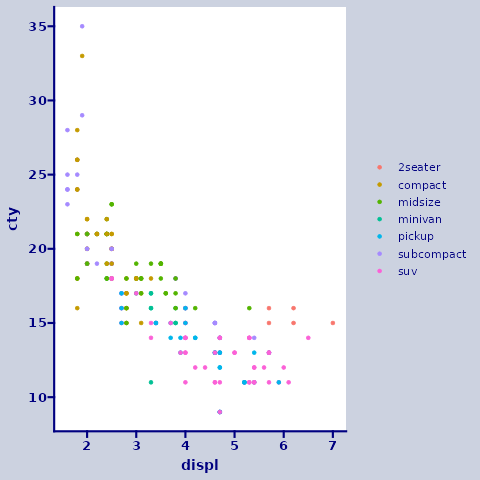 35
30
25
20
15
10
cty
2 3 4 5 6 7
displ
2seater
compact
midsize
minivan
pickup
subcompact
suv